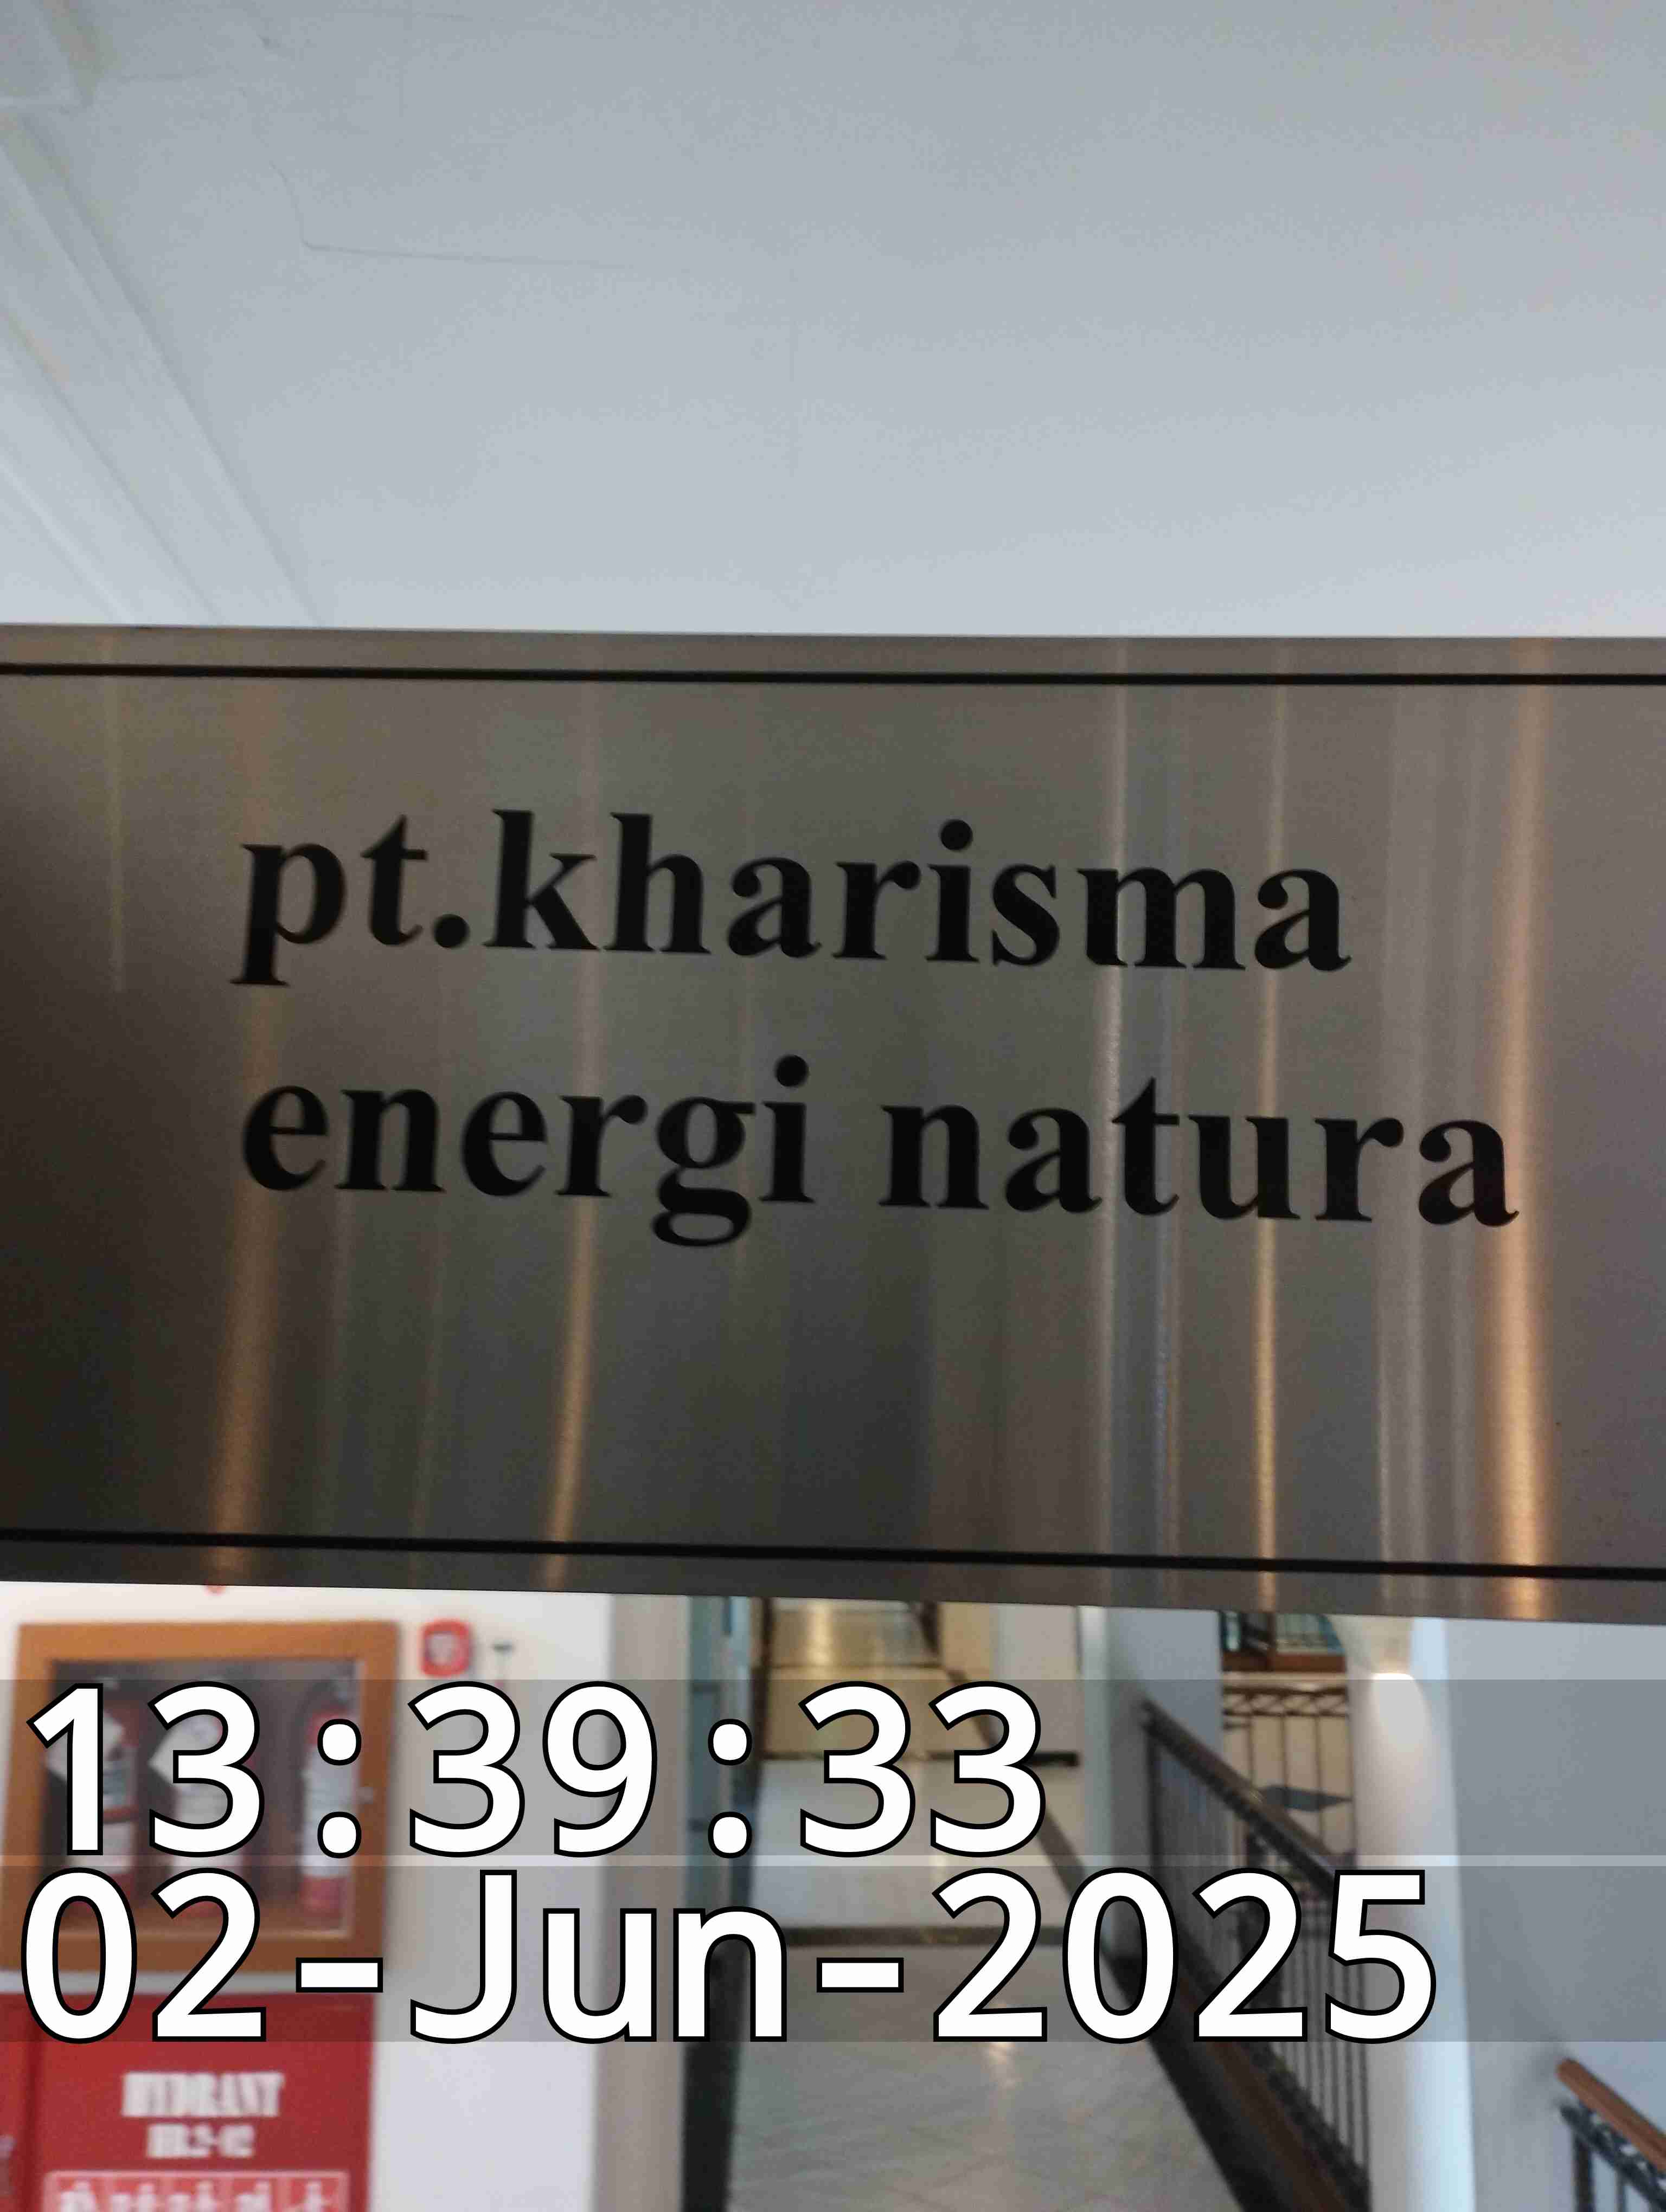 pt.kharisma
energi natura
13:39:33
02-Jun-2025
HYDRANT